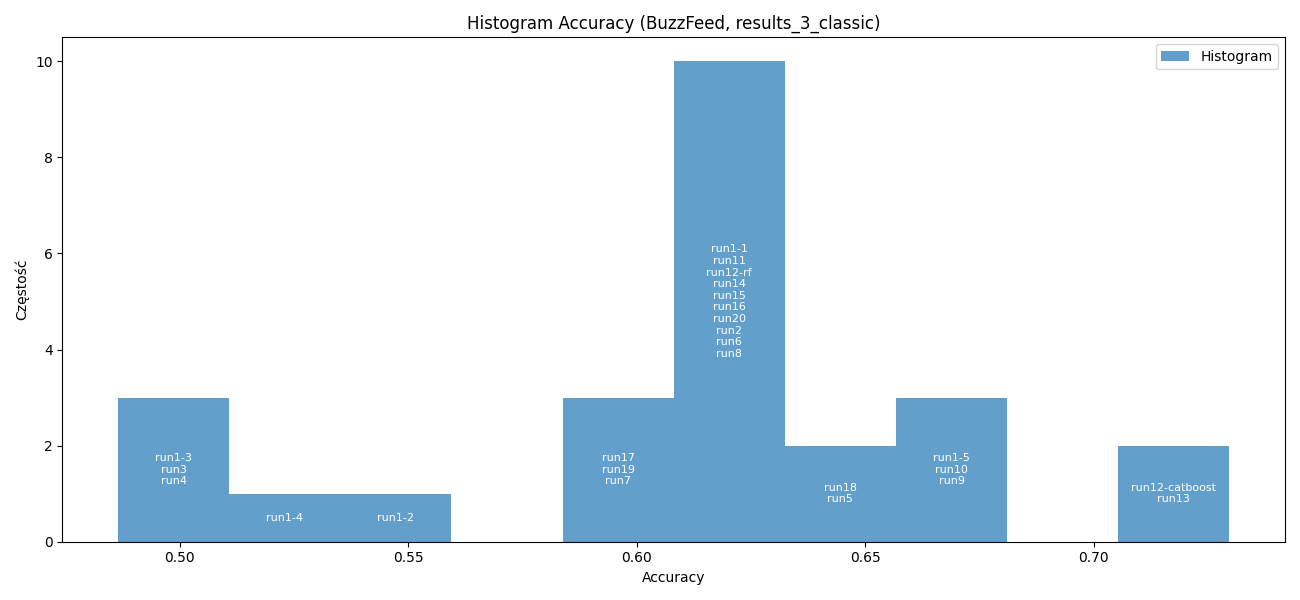 Histogram Accuracy (BuzzFeed, results_3_classic)
Histogram
10
8
6
4
2
0
Częstość
run1-3
run3
run4
run1-4
run1-2
run17
run19
run7
run1-1
run11
run12-rf
run14
run15
run16
run20
run2
run6
run8
run18
run5
run1-5
run10
run9
run12-catboost
run13
0.50
0.55
0.60
0.65
0.70
Accuracy